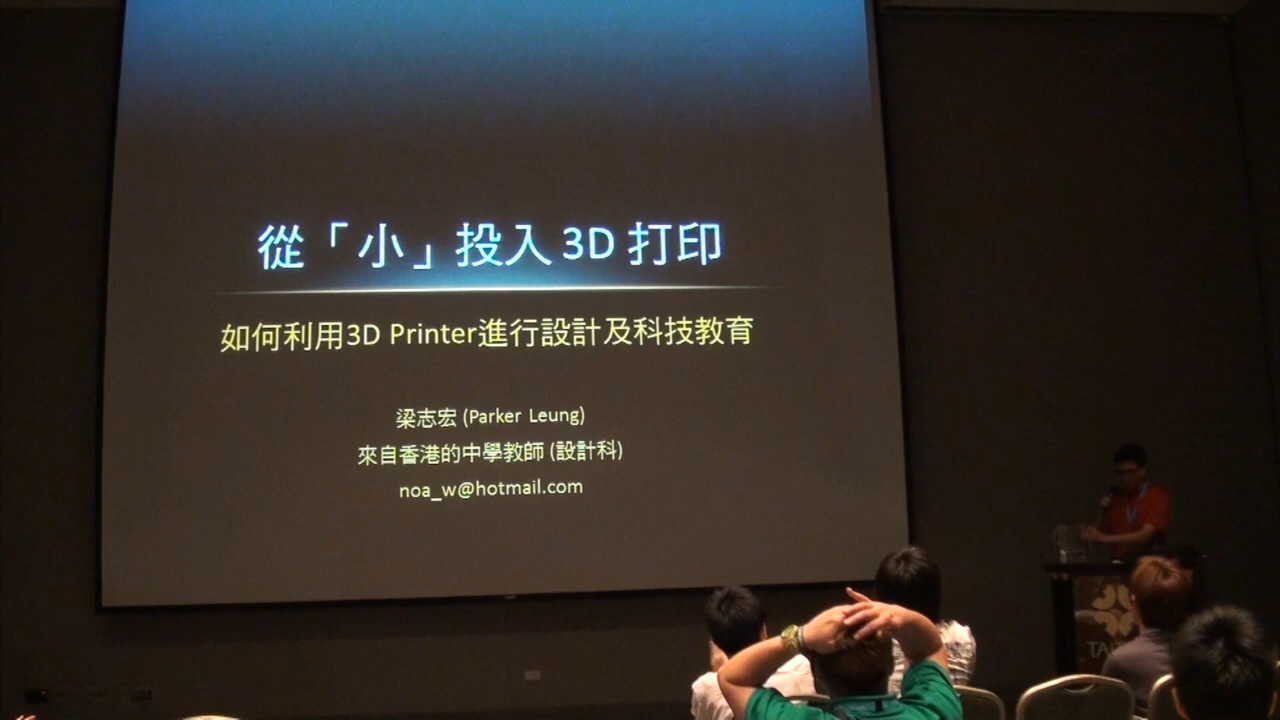 從「小」投入 3D 打印
如何利用3D Printer進行設計及科技教育
梁志宏 (Parker Leung)
來自香港的中學教師 (設計科)
noa_w@hotmail.com